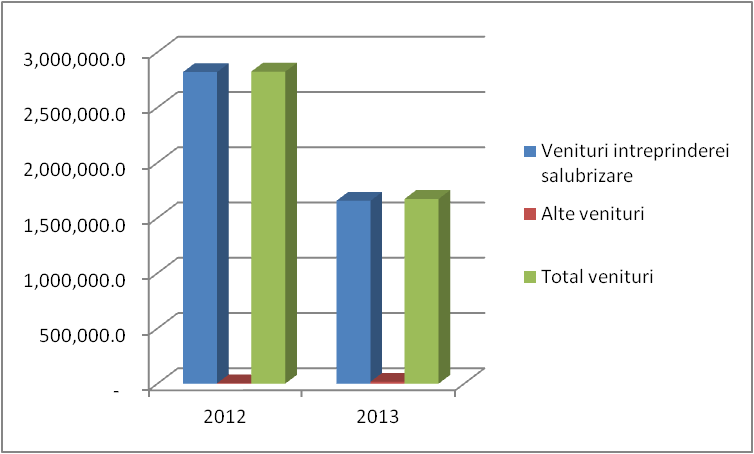 3,000,000.0
2,500,000.0
2,000,000.0
1,500,000.0
1,000,000.0
500,000.0
-
2012
2013
Venituri intreprinderei
salubrizare
Alte venituri
Total venituri